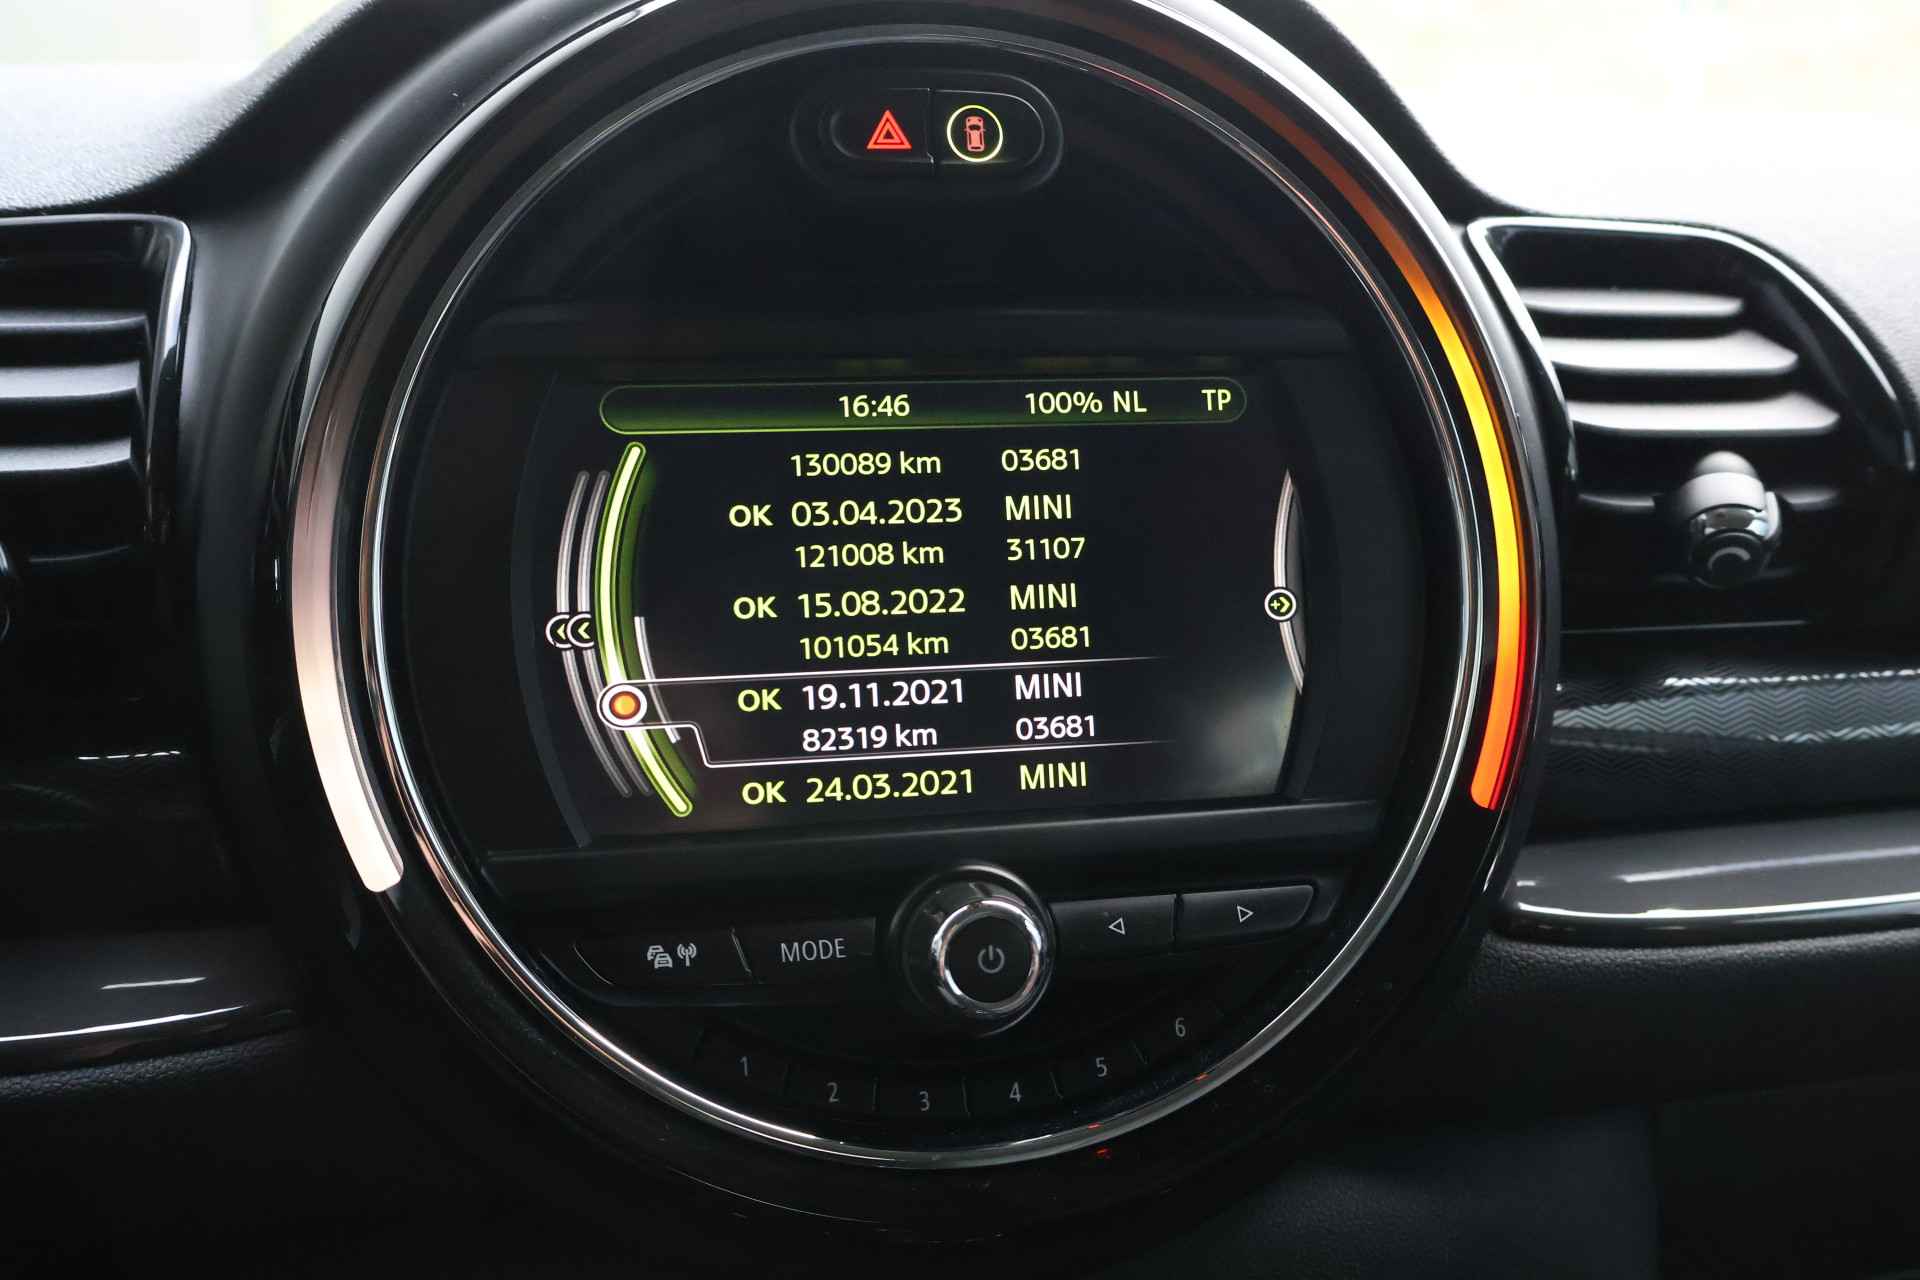 16:46 100% NL TP
130089 km 03681
OK 03.04.2023 MINI
121008 km 31107
OK 15.08.2022 MINI
101054 km 03681
OK 19.11.2021 MINI
82319 km 03681
OK 24.03.2021 MINI
MODE
1 2 3 4 5 6